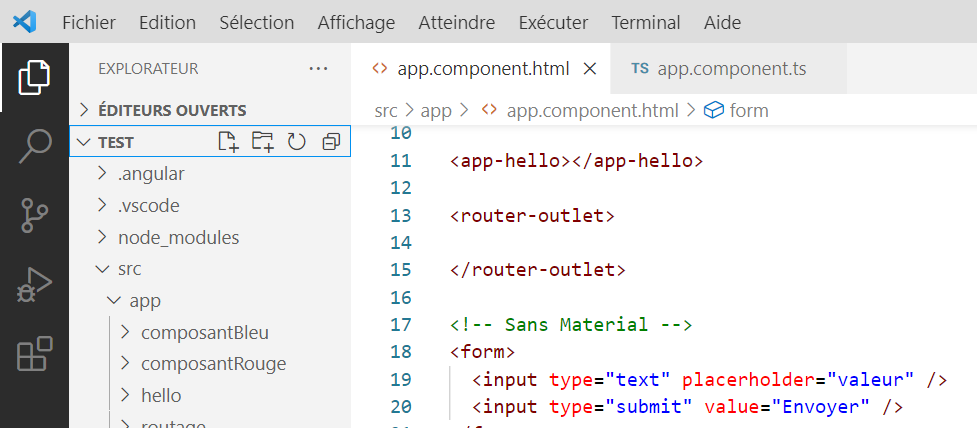 Fichier Edition Sélection Affichage Atteindre Exécuter Terminal Aide
EXPLORATEUR ...
ÉDITEURS OUVERTS
TEST
.angular
.vscode
node_modules
src
app
composantBleu
composantRouge
hello
routage
app.component.html × TS app.component.ts
src > app > <> app.component.html > form
10
11 <app-hello></app-hello>
12
13 <router-outlet>
14
15 </router-outlet>
16
17 <!-- Sans Material -->
18 <form>
19 <input type="text" placerholder="valeur" />
20 <input type="submit" value="Envoyer" />